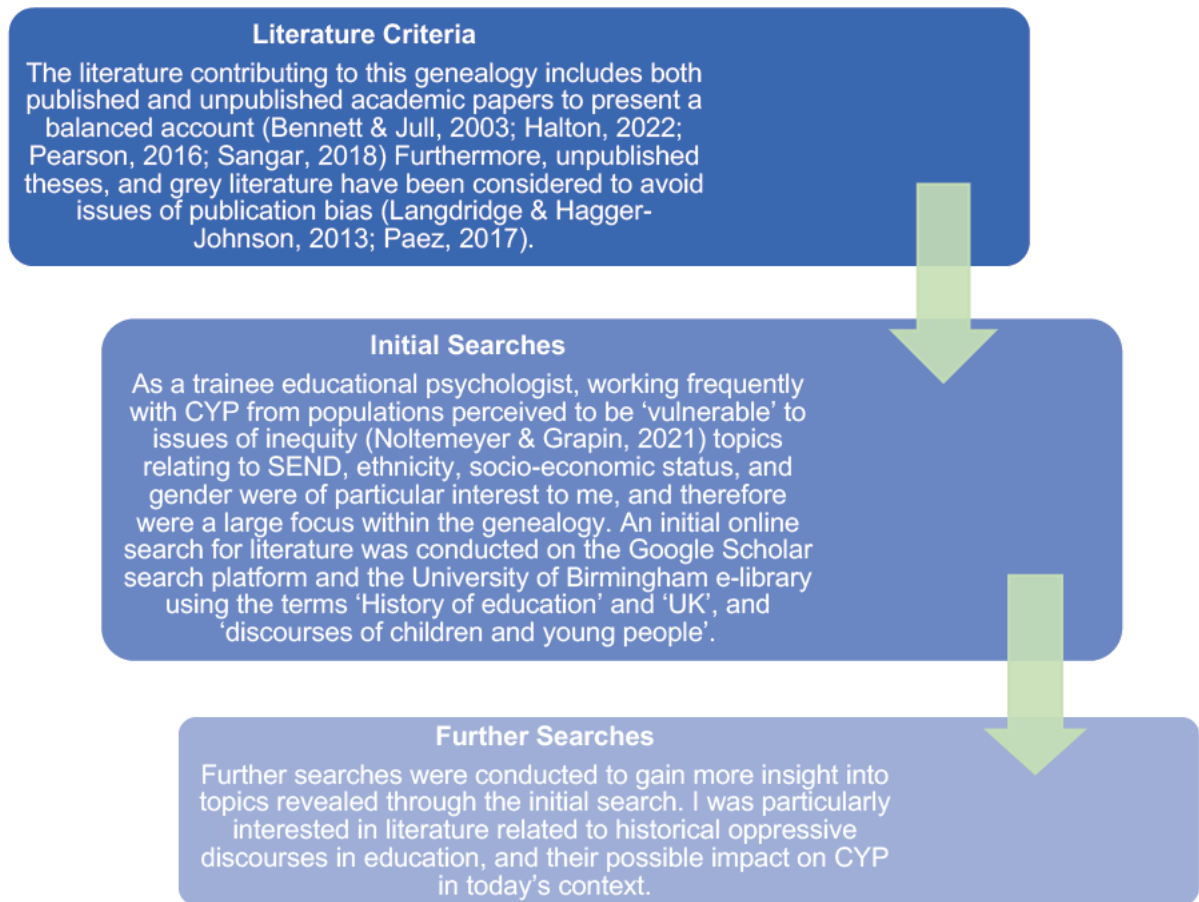 Literature Criteria
The literature contributing to this genealogy includes both
published and unpublished academic papers to present a
balanced account (Bennett & Jull, 2003; Halton, 2022;
Pearson, 2016; Sangar, 2018) Furthermore, unpublished
theses, and grey literature have been considered to avoid
issues of publication bias (Langdridge & Hagger-
Johnson, 2013; Paez, 2017).
Initial Searches
As a trainee educational psychologist, working frequently
with CYP from populations perceived to be ‘vulnerable’ to
issues of inequity (Noltemeyer & Grapin, 2021) topics
relating to SEND, ethnicity, socio-economic status, and
gender were of particular interest to me, and therefore
were a large focus within the genealogy. An initial online
search for literature was conducted on the Google Scholar
search platform and the University of Birmingham e-library
using the terms ‘History of education’ and ‘UK’, and
‘discourses of children and young people’.
Further Searches
Further searches were conducted to gain more insight into
topics revealed through the initial search. I was particularly
interested in literature related to historical oppressive
discourses in education, and their possible impact on CYP
in today’s context.